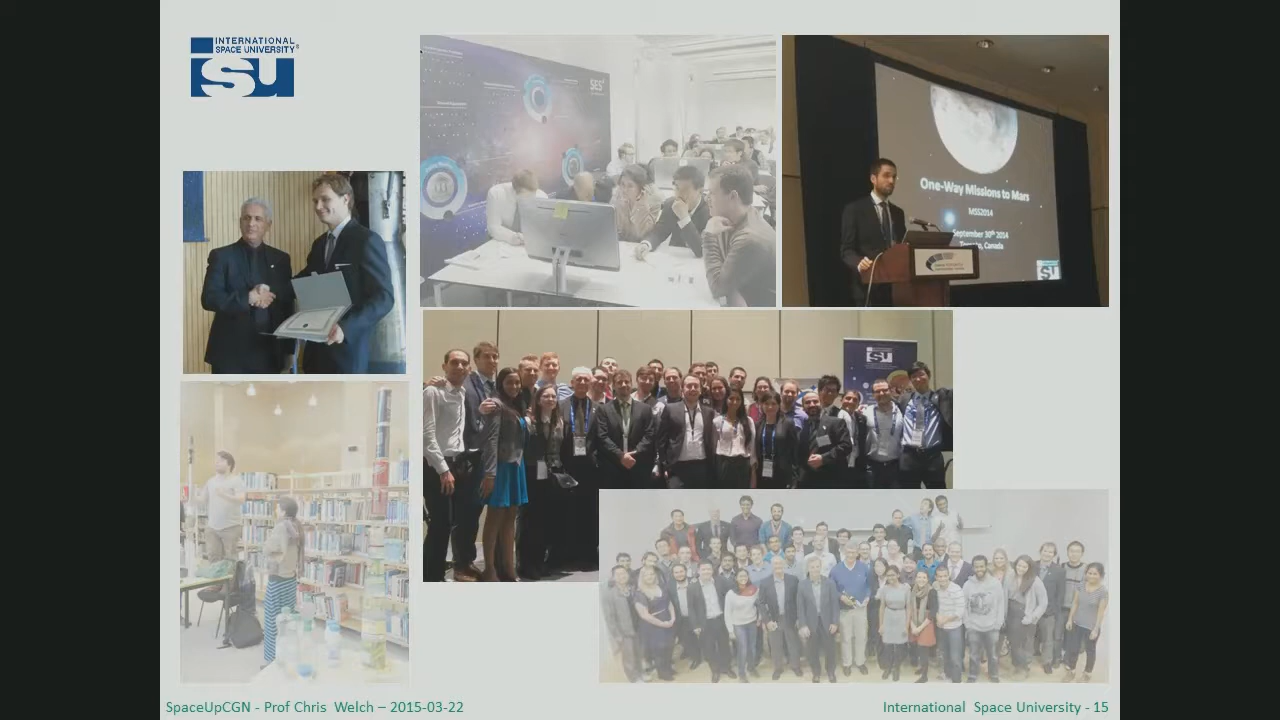 INTERNATIONAL
SPACE UNIVERSITY
isu
SES
One-Way Missions to Mars
MSS2014
September 30th 2014
Toronto, Canada
isu
isu
SpaceUpCGN - Prof Chris Welch – 2015-03-22
International Space University - 15